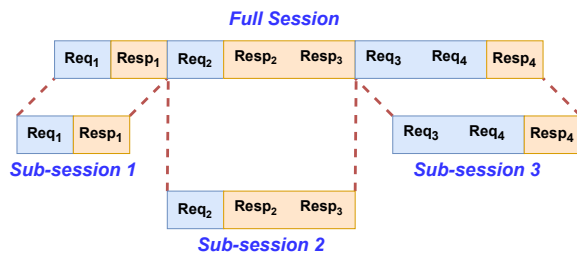 Full Session
Req₁ Resp₁ Req₂ Resp₂ Resp₃ Req₃ Req₄ Resp₄
Req₁ Resp₁
Sub-session 1
Req₃ Req₄ Resp₄
Sub-session 3
Req₂ Resp₂ Resp₃
Sub-session 2